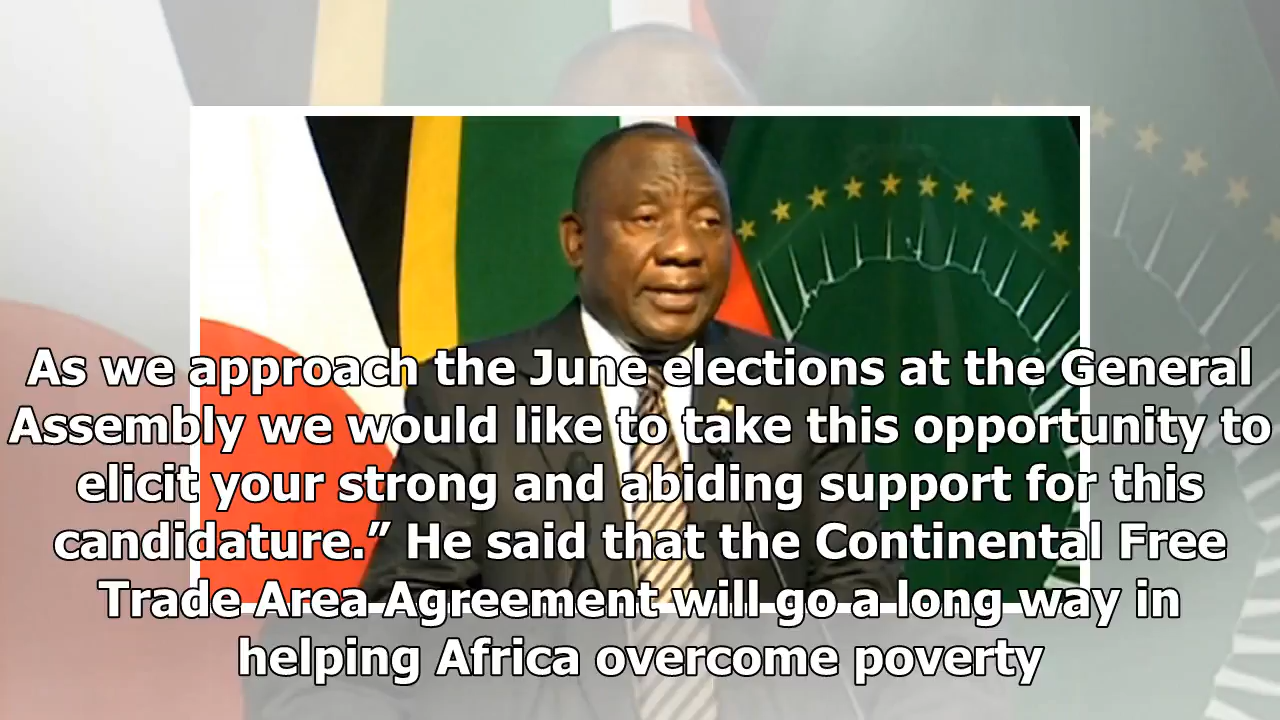 As we approach the June elections at the General
Assembly we would like to take this opportunity to
elicit your strong and abiding support for this
candidature.” He said that the Continental Free
Trade Area Agreement will go a long way in
helping Africa overcome poverty